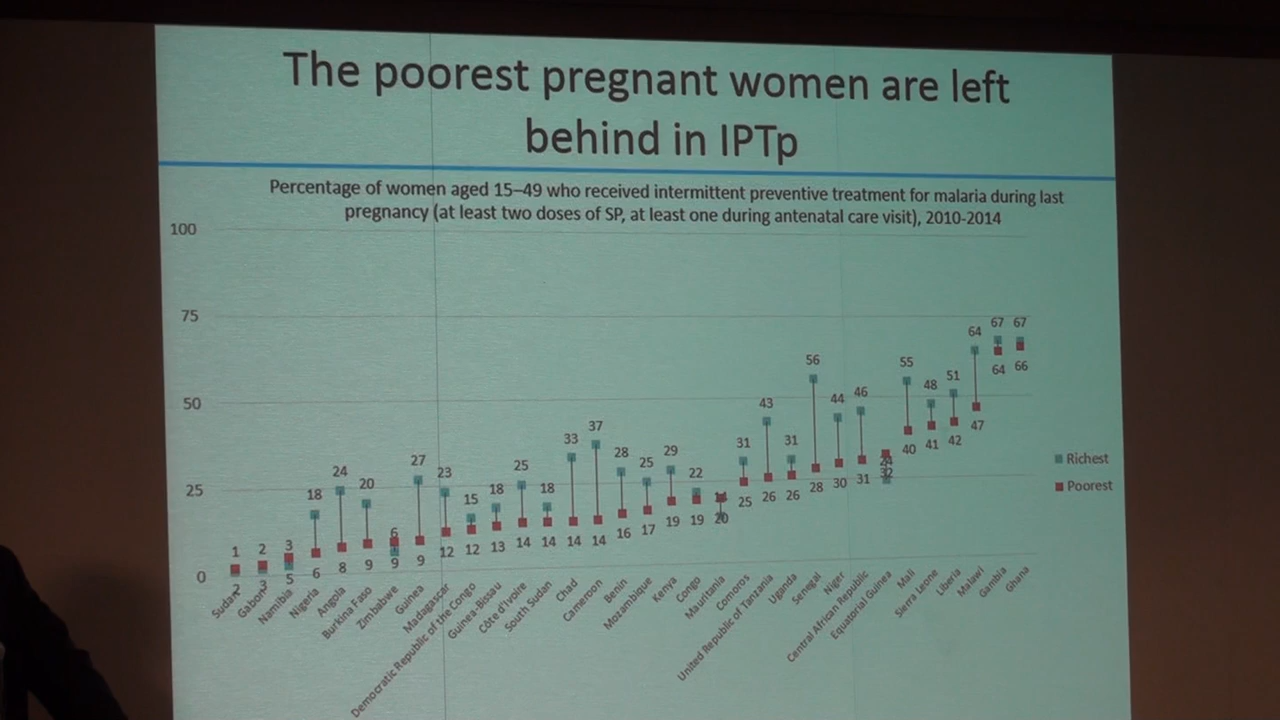 The poorest pregnant women are left
behind in IPTp
Percentage of women aged 15–49 who received intermittent preventive treatment for malaria during last
pregnancy (at least two doses of SP, at least one during antenatal care visit), 2010-2014
100
75
50
25
0
1 2 3 18 24 20 6 27 23 15 18 25 18 33 37 28 25 29 22 31 43 31 56 44 46 55 48 51 64 67 67
2 3 5 6 8 9 9 9 12 12 13 14 14 14 14 16 17 19 19 20 25 26 26 28 30 31 32 40 41 42 47 64 66
Richest
Poorest
Sudan
Gabon
Namibia
Nigeria
Angola
Burkina Faso
Zimbabwe
Guinea
Madagascar
Democratic Republic of the Congo
Guinea-Bissau
Côte d'Ivoire
South Sudan
Chad
Cameroon
Benin
Mozambique
Kenya
Congo
Mauritania
Comoros
United Republic of Tanzania
Uganda
Senegal
Niger
Central African Republic
Equatorial Guinea
Mali
Sierra Leone
Liberia
Malawi
Gambia
Ghana